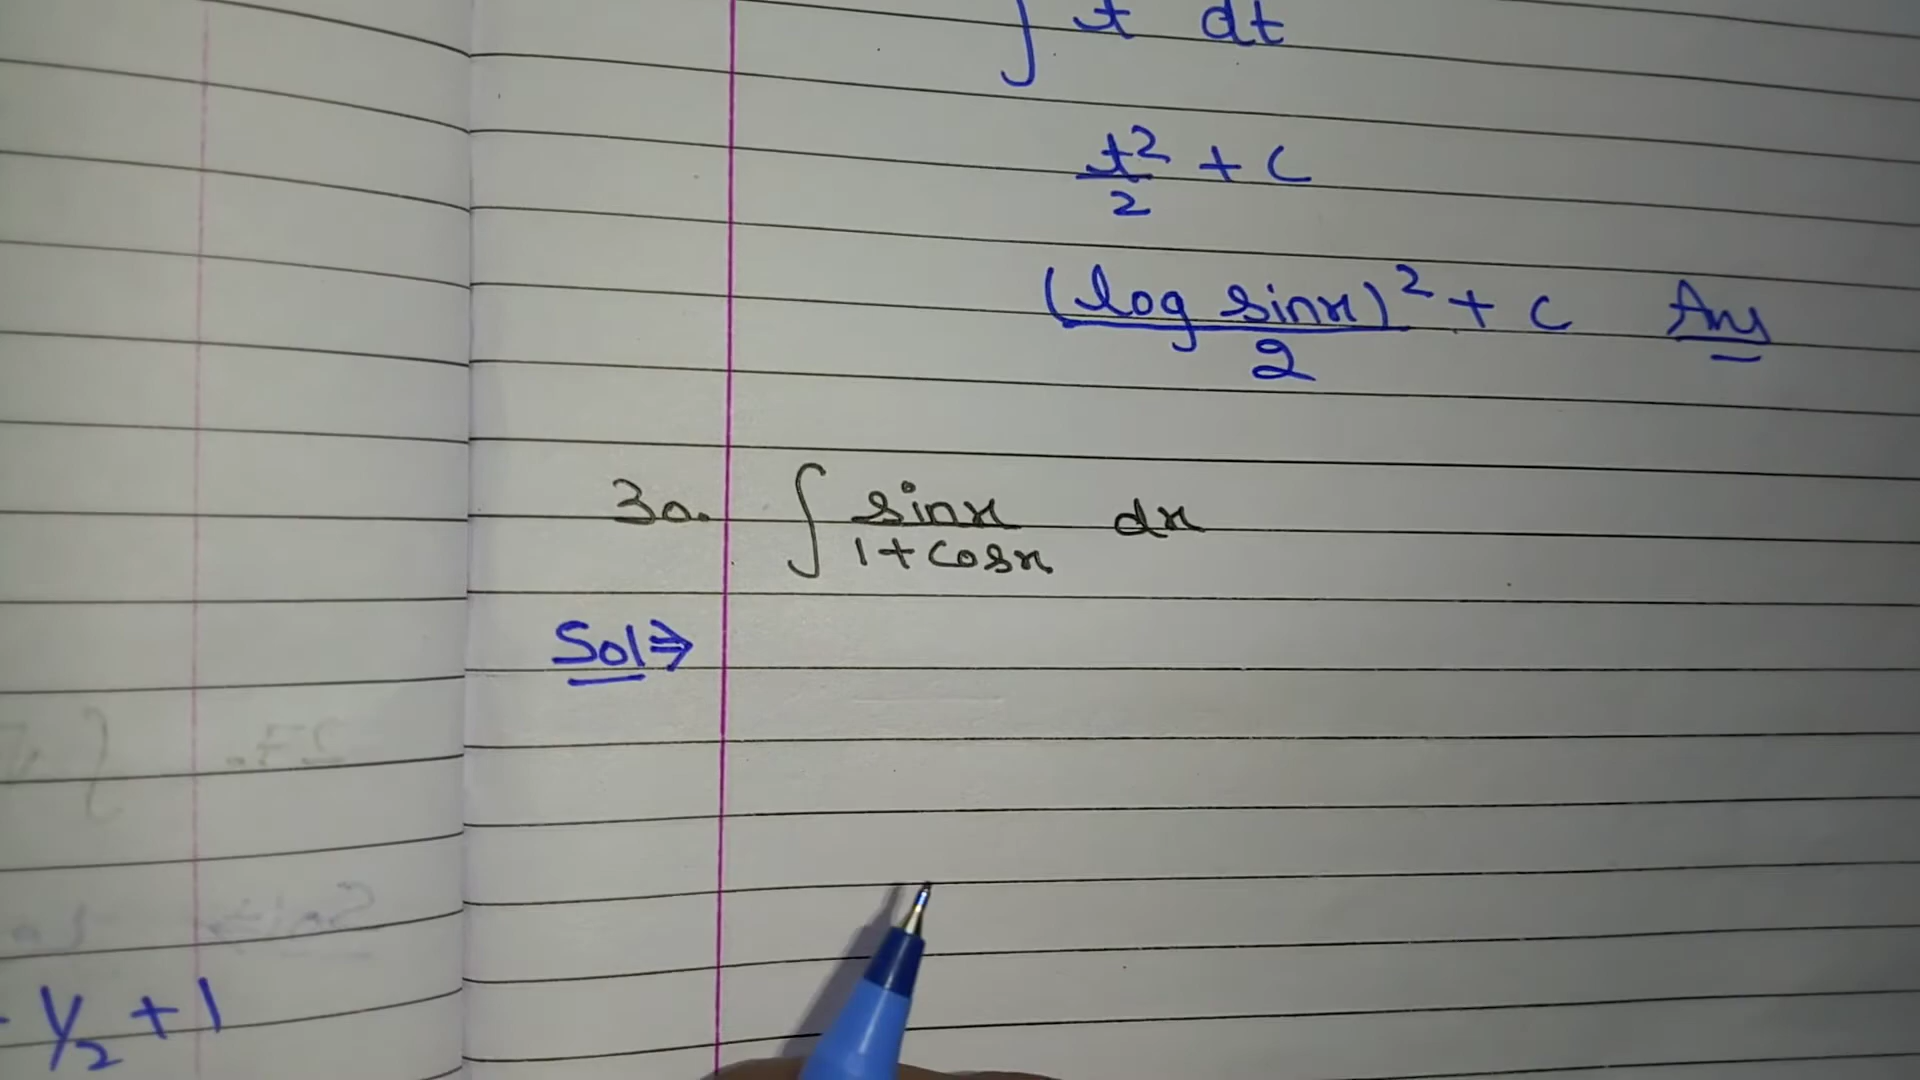 ∫ t dt
t²/2 + C
(log sinx)²/2 + C Ans
30. ∫ sinx/1+cosx dx
Sol⇒
- 1/2 + 1